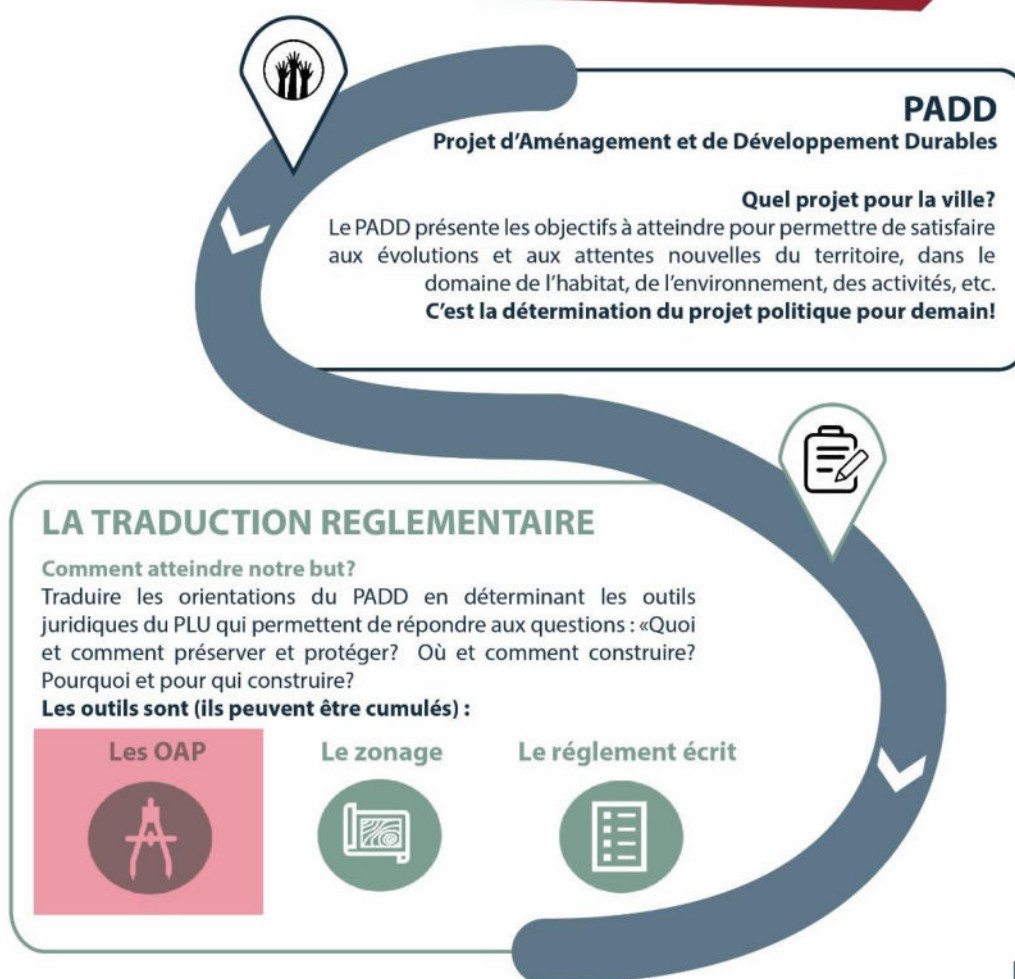 PADD
Projet d’Aménagement et de Développement Durables
Quel projet pour la ville?
Le PADD présente les objectifs à atteindre pour permettre de satisfaire
aux évolutions et aux attentes nouvelles du territoire, dans le
domaine de l’habitat, de l’environnement, des activités, etc.
C’est la détermination du projet politique pour demain!
LA TRADUCTION REGLEMENTAIRE
Comment atteindre notre but?
Traduire les orientations du PADD en déterminant les outils
juridiques du PLU qui permettent de répondre aux questions : «Quoi
et comment préserver et protéger? Où et comment construire?
Pourquoi et pour qui construire?
Les outils sont (ils peuvent être cumulés) :
Les OAP
Le zonage
Le réglement écrit